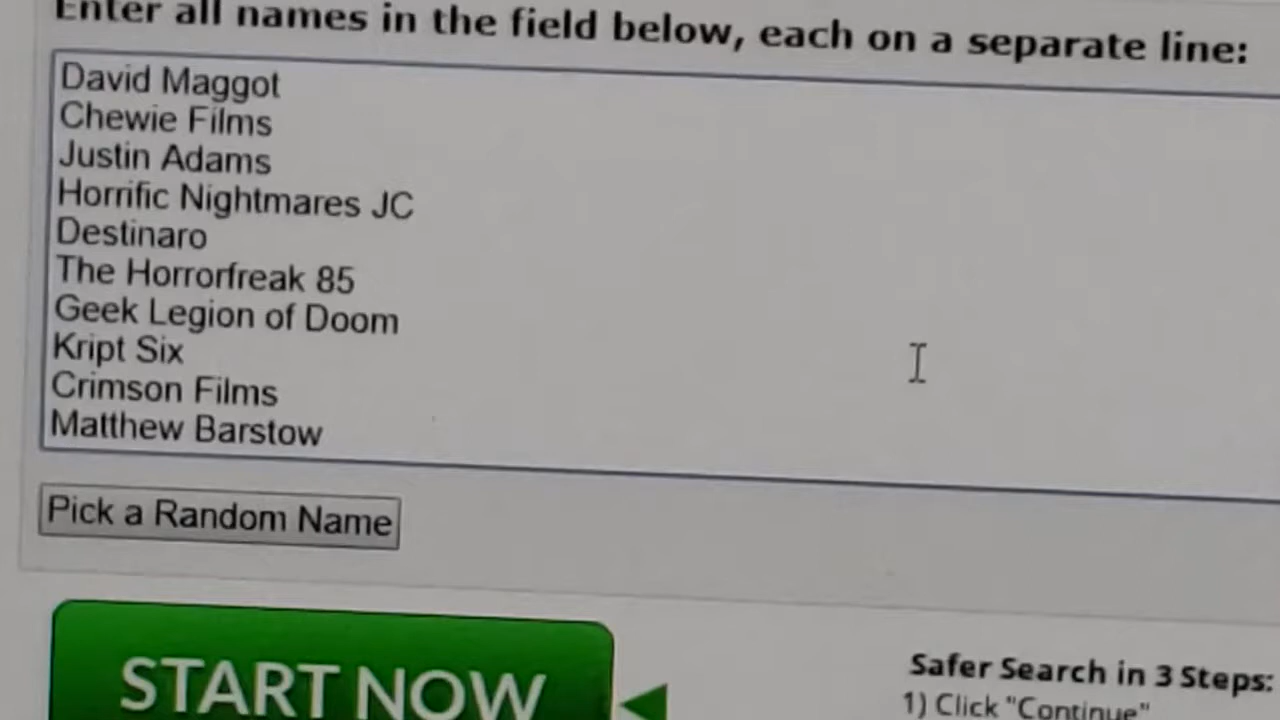 Enter all names in the field below, each on a separate line:
David Maggot
Chewie Films
Justin Adams
Horrific Nightmares JC
Destinaro
The Horrorfreak 85
Geek Legion of Doom
Kript Six
Crimson Films
Matthew Barstow
Pick a Random Name
START NOW
Safer Search in 3 Steps:
1) Click "Continue"